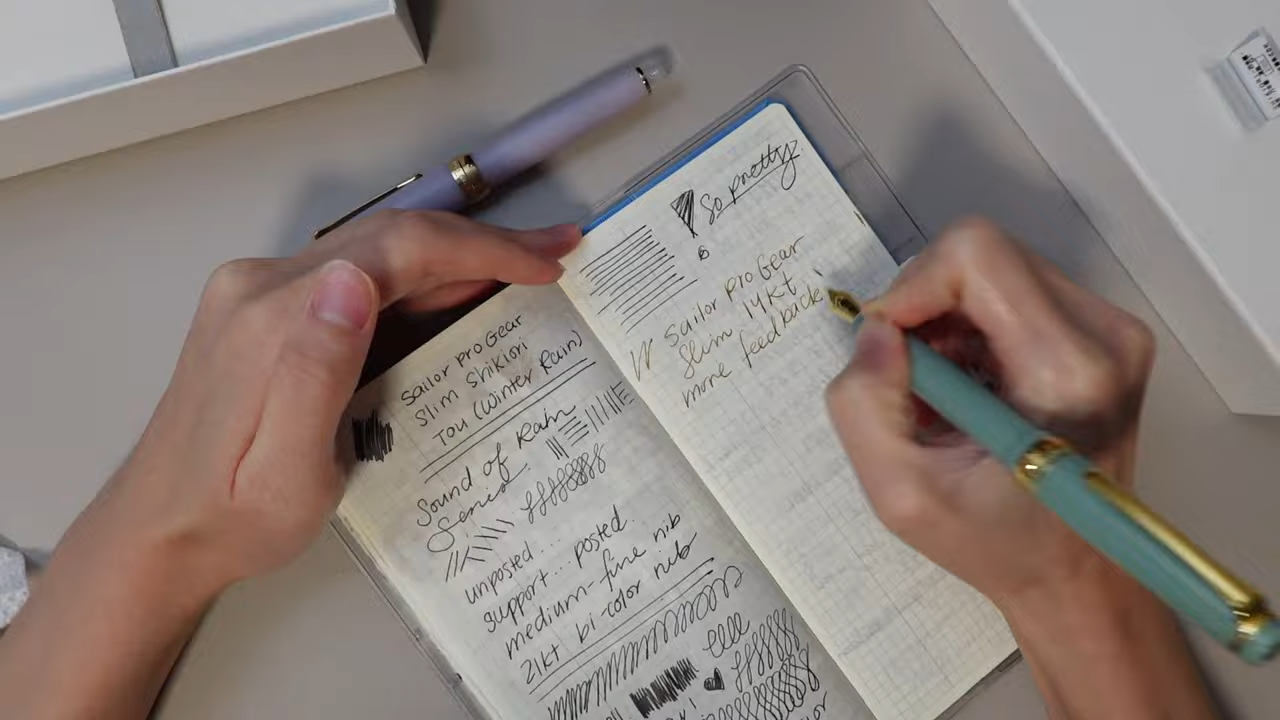 Sailor pro Gear
Slim Shikiori
Tou (Winter Rain)
Sound of Rain
unposted... posted.
support...
medium-fine nib
21kt bi-color nib
So pretty.
Sailor pro Gear
Slim 14Kt
more feedback